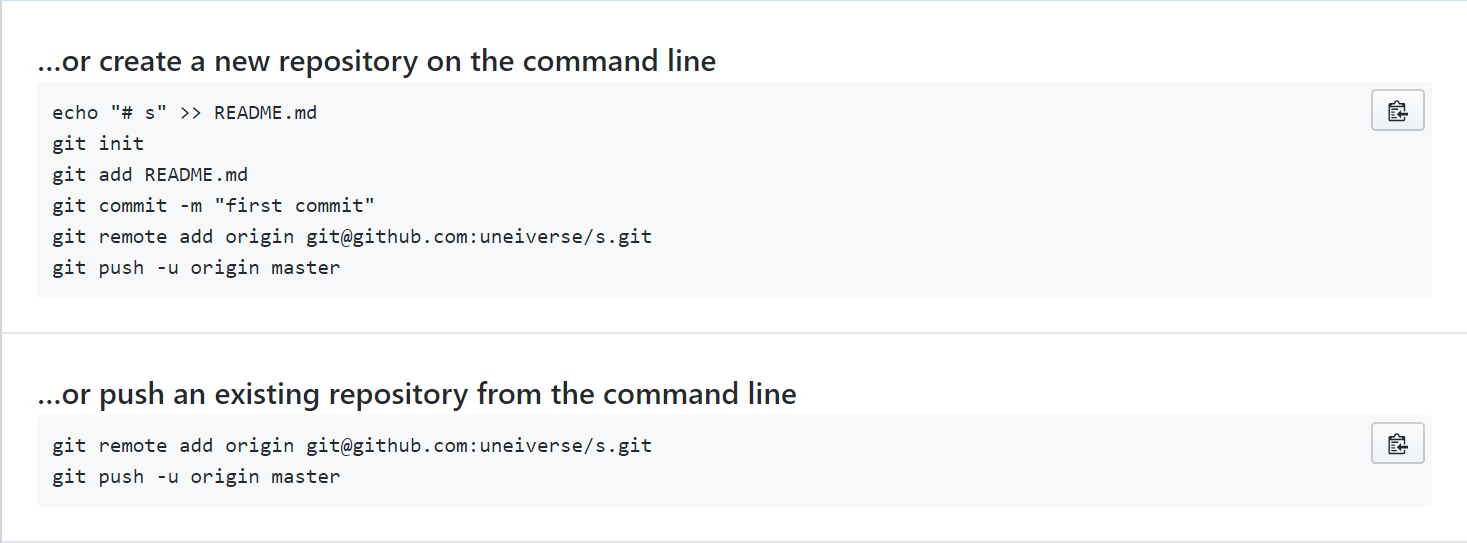 ...or create a new repository on the command line
echo "# s" >> README.md
git init
git add README.md
git commit -m "first commit"
git remote add origin git@github.com:uneiverse/s.git
git push -u origin master
...or push an existing repository from the command line
git remote add origin git@github.com:uneiverse/s.git
git push -u origin master